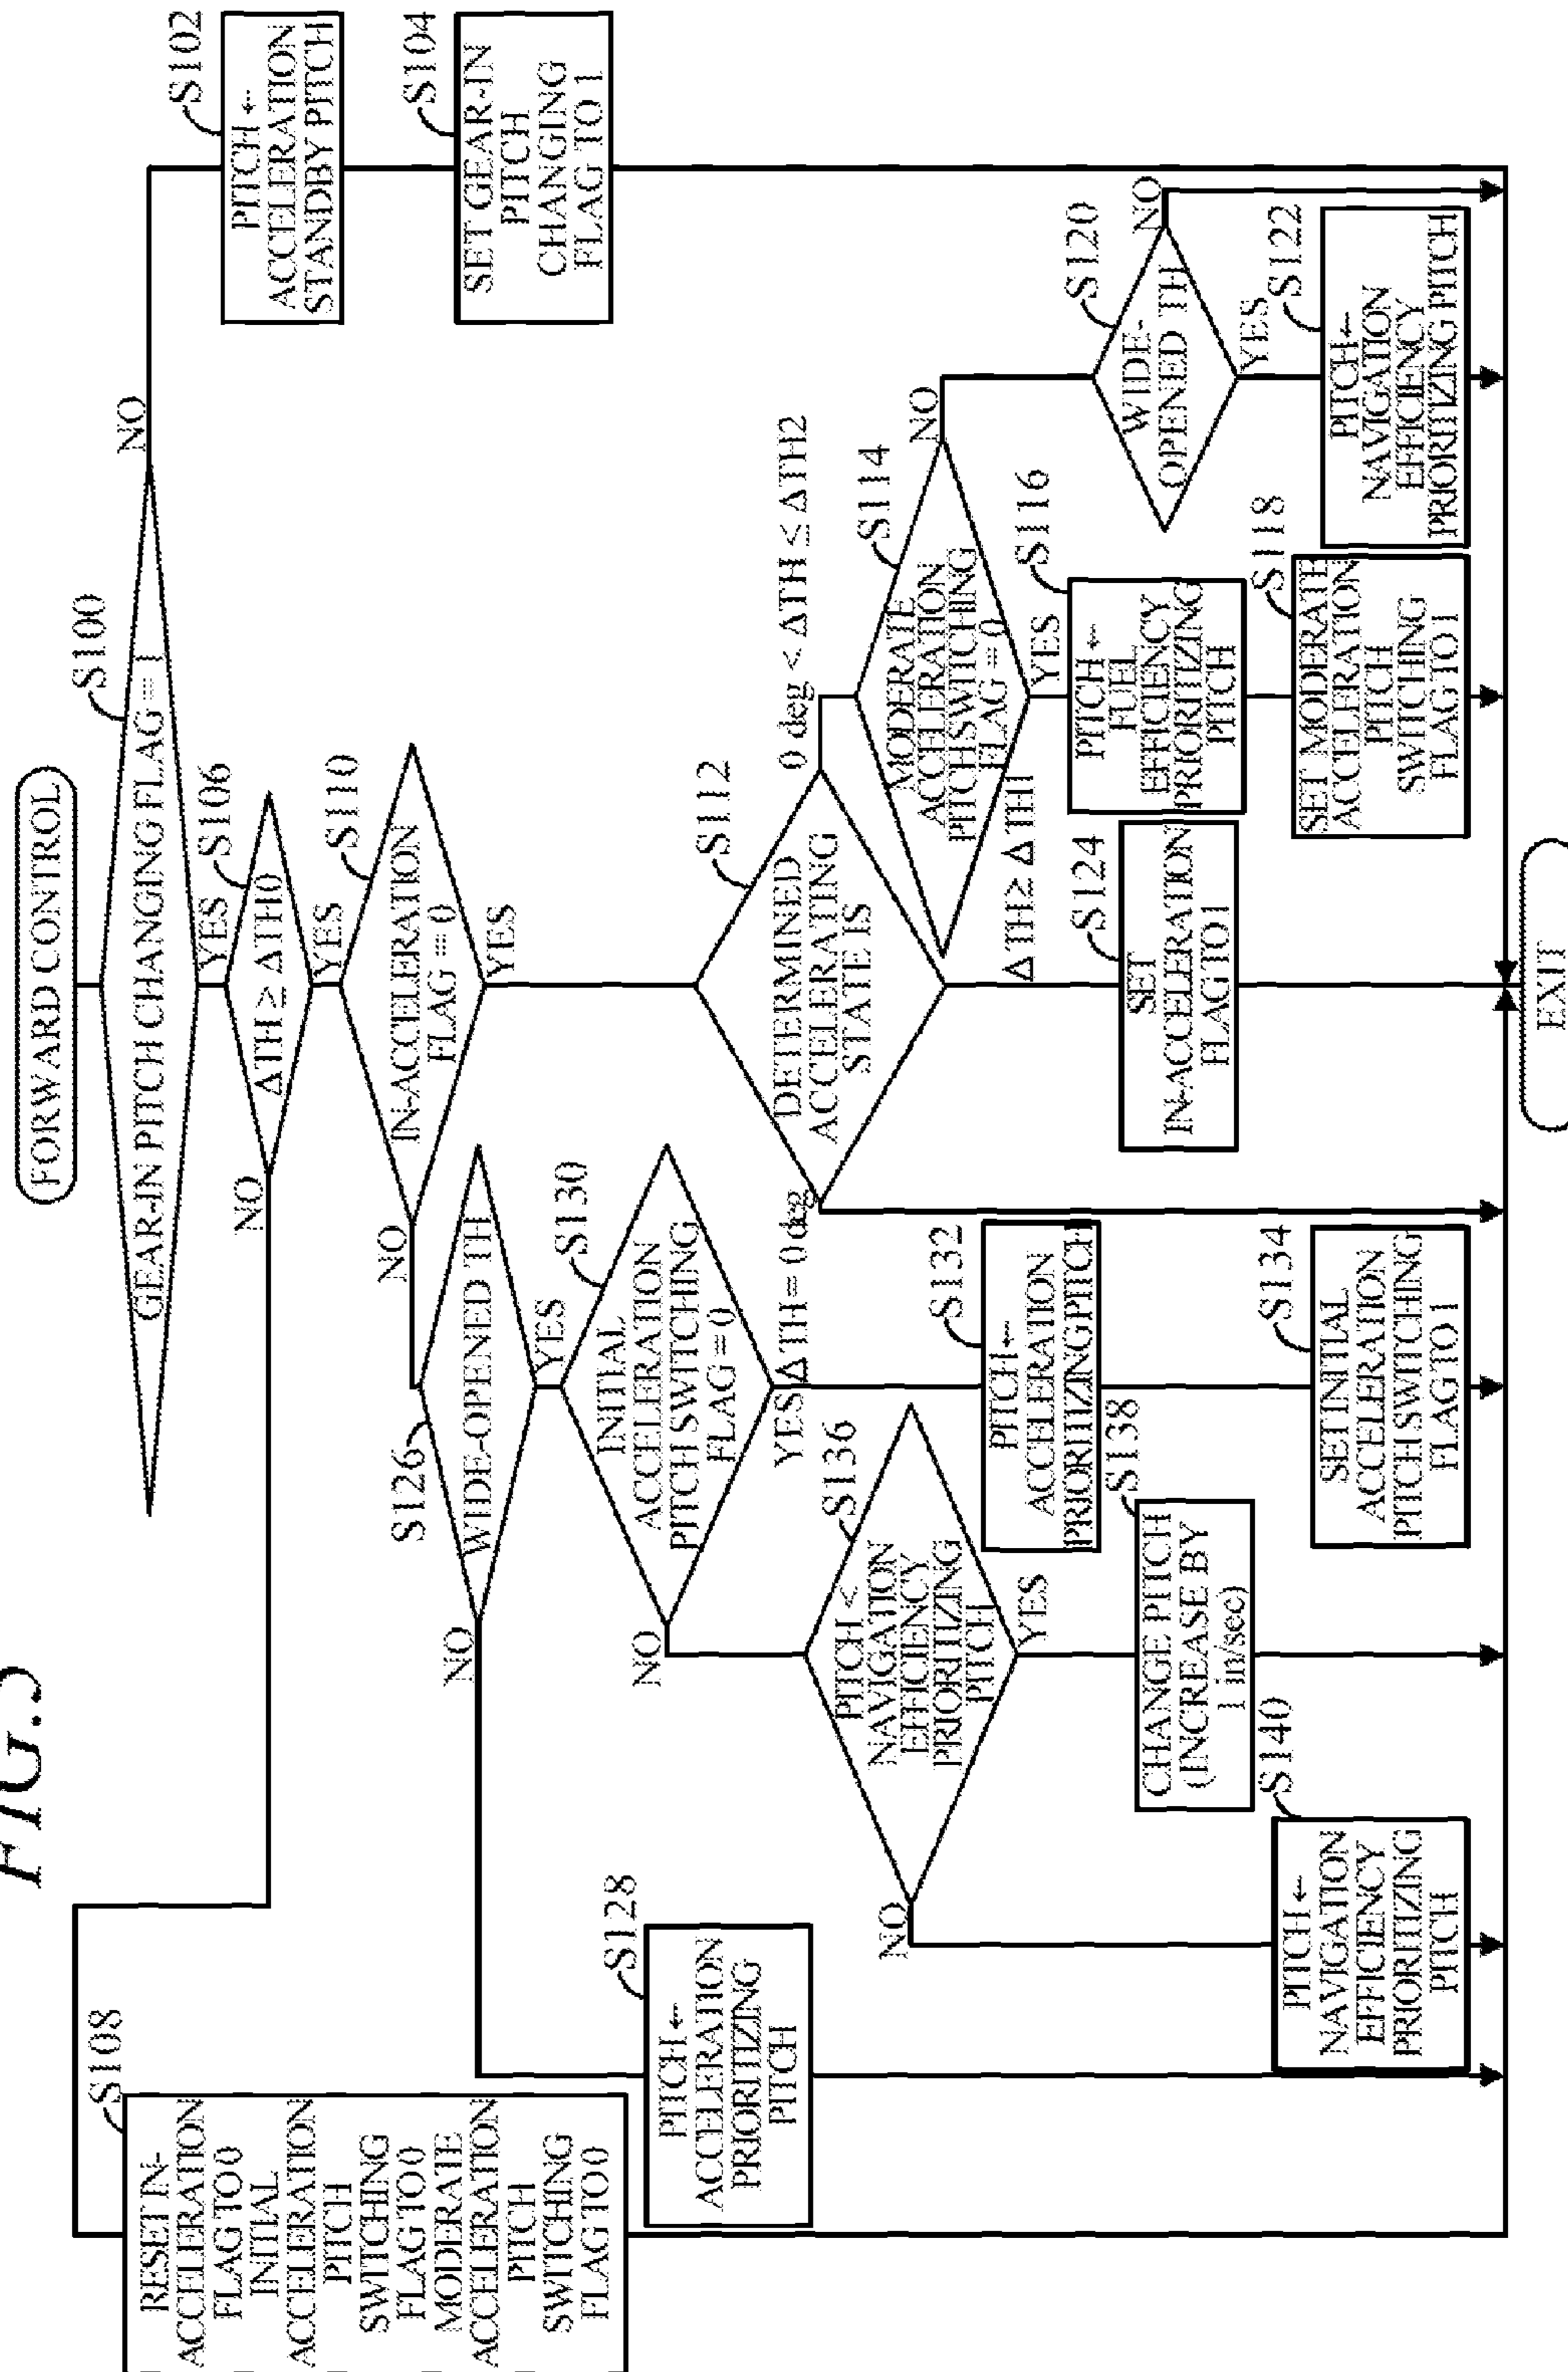 FIG.5
FORWARD CONTROL
S100
GEAR-IN PITCH CHANGING FLAG = 1
NO
YES
S102
PITCH ←
ACCELERATION
STANDBY PITCH
S104
SET GEAR-IN
PITCH
CHANGING
FLAG TO 1
S106
ΔTH ≥ ΔTH0
NO
YES
S108
RESET IN-
ACCELERATION
FLAG TO 0
INITIAL
ACCELERATION
PITCH
SWITCHING
FLAG TO 0
MODERATE
ACCELERATION
PITCH
SWITCHING
FLAG TO 0
S110
IN-ACCELERATION
FLAG = 0
NO
YES
S112
DETERMINED
ACCELERATING
STATE IS
0 deg < ΔTH ≤ ΔTH2
ΔTH = 0 deg
ΔTH ≥ ΔTH1
S114
MODERATE
ACCELERATION
PITCH SWITCHING
FLAG = 0
NO
YES
S116
PITCH ←
FUEL
EFFICIENCY
PRIORITIZING
PITCH
S118
SET MODERATE
ACCELERATION
PITCH
SWITCHING
FLAG TO 1
S120
WIDE-
OPENED TH
NO
YES
S122
PITCH ←
NAVIGATION
EFFICIENCY
PRIORITIZING PITCH
S124
SET
IN-ACCELERATION
FLAG TO 1
S126
WIDE-OPENED TH
NO
YES
S128
PITCH ←
ACCELERATION
PRIORITIZING
PITCH
S130
INITIAL
ACCELERATION
PITCH SWITCHING
FLAG = 0
NO
YES
S132
PITCH ←
ACCELERATION
PRIORITIZING PITCH
S134
SET INITIAL
ACCELERATION
PITCH SWITCHING
FLAG TO 1
S136
PITCH <
NAVIGATION
EFFICIENCY
PRIORITIZING
PITCH
NO
YES
S138
CHANGE PITCH
(INCREASE BY
1 in/sec)
S140
PITCH ←
NAVIGATION
EFFICIENCY
PRIORITIZING
PITCH
EXIT